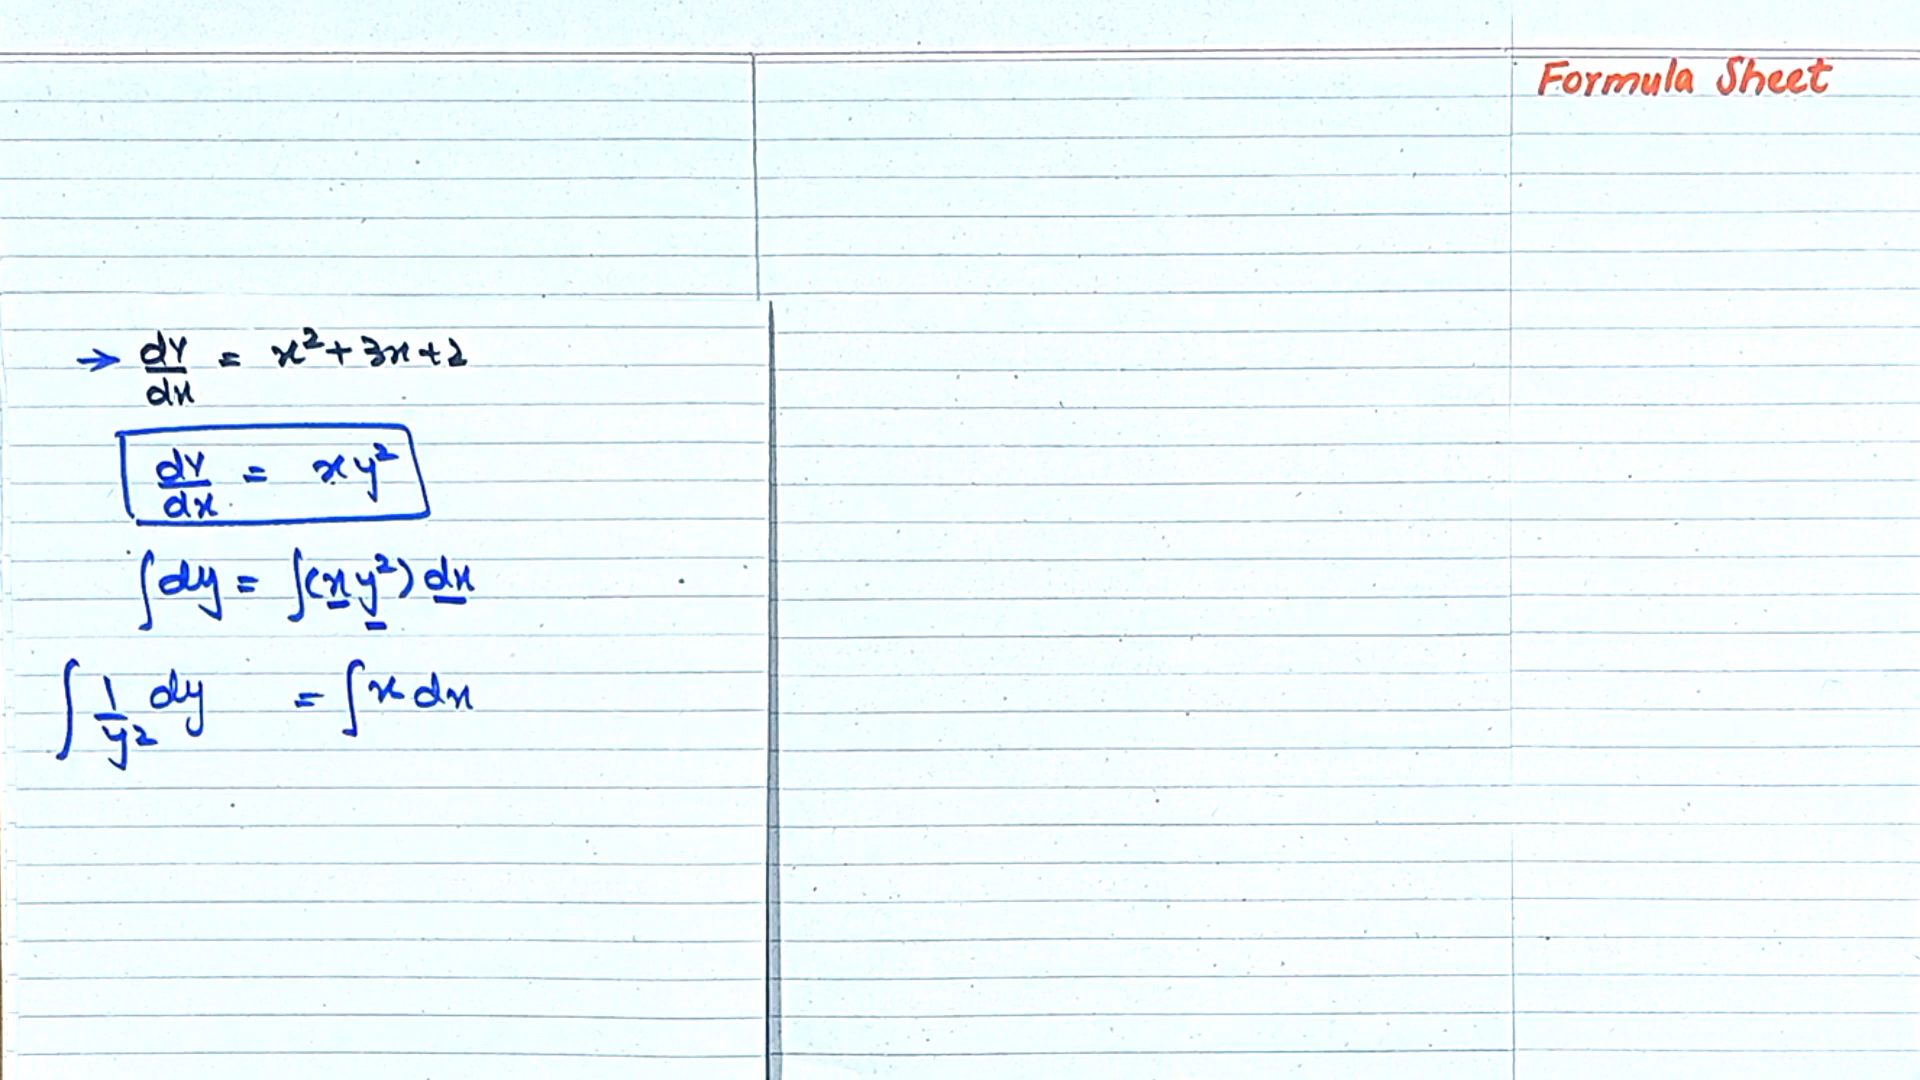 Formula Sheet
→ dy/dx = x² + 3x + 2
dy/dx = xy²
∫dy = ∫(xy²) dx
∫ 1/y² dy = ∫x dx